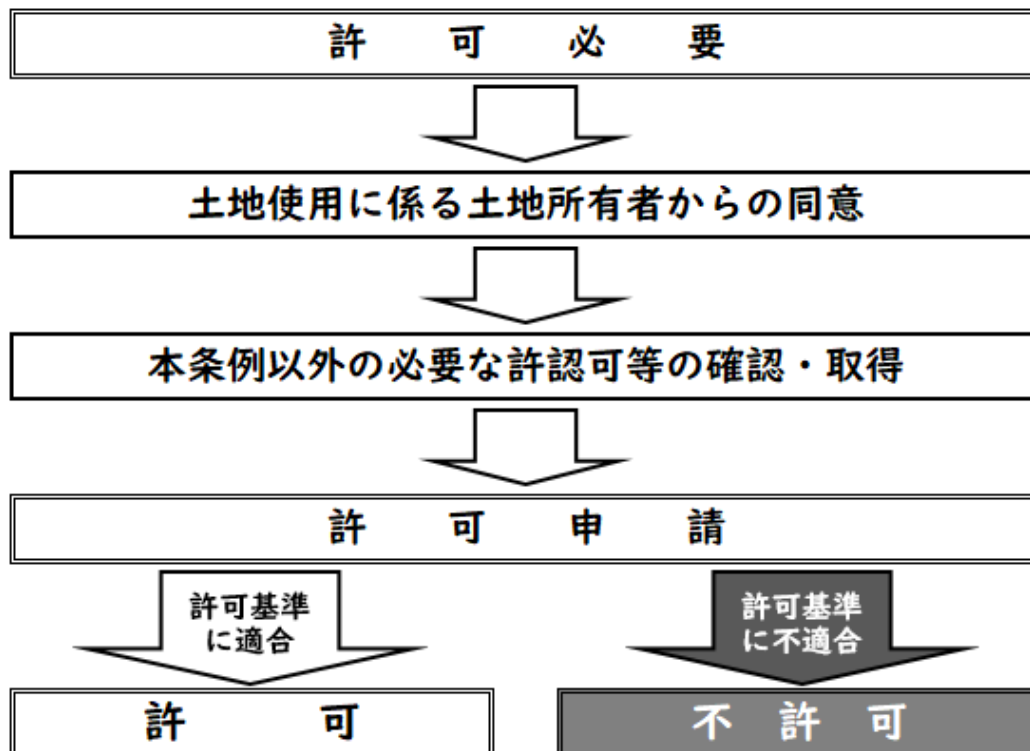 許可必要
土地使用に係る土地所有者からの同意
本条例以外の必要な許認可等の確認・取得
許可申請
許可基準
に適合
許可基準
に不適合
許可
不許可